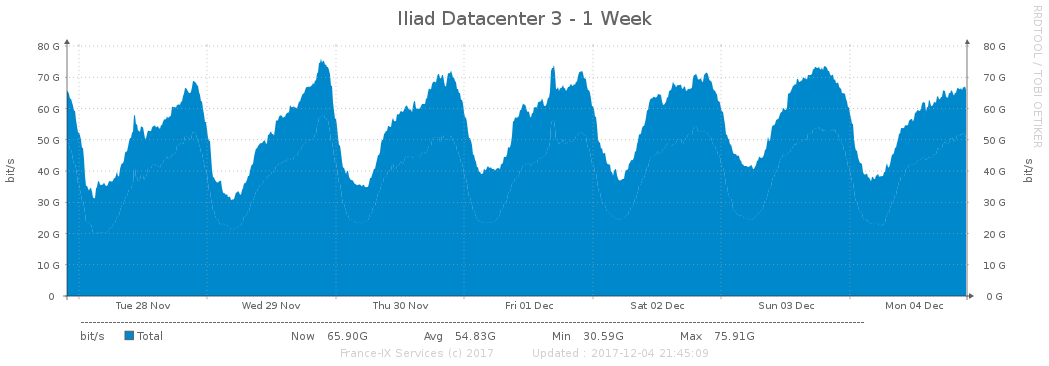 Iliad Datacenter 3 - 1 Week
RRDTOOL / TOBI OETIKER
80 G 80 G
70 G 70 G
60 G 60 G
50 G 50 G
40 G 40 G
30 G 30 G
20 G 20 G
10 G 10 G
0 0 G
bit/s bit/s
Tue 28 Nov Wed 29 Nov Thu 30 Nov Fri 01 Dec Sat 02 Dec Sun 03 Dec Mon 04 Dec
bit/s Total Now 65.90G Avg 54.83G Min 30.59G Max 75.91G
France-IX Services (c) 2017 Updated : 2017-12-04 21:45:09